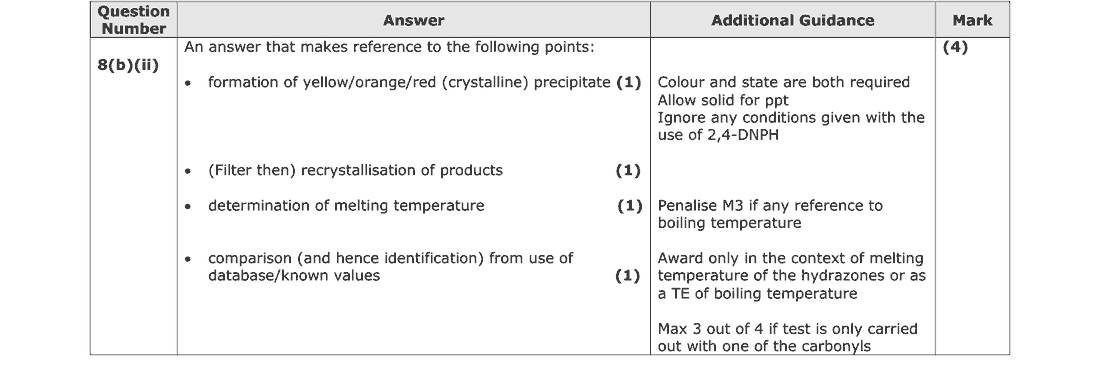 Question Number Answer Additional Guidance Mark
8(b)(ii)
An answer that makes reference to the following points:
• formation of yellow/orange/red (crystalline) precipitate (1)
• (Filter then) recrystallisation of products (1)
• determination of melting temperature (1)
• comparison (and hence identification) from use of
database/known values (1)
Colour and state are both required
Allow solid for ppt
Ignore any conditions given with the
use of 2,4-DNPH
Penalise M3 if any reference to
boiling temperature
Award only in the context of melting
temperature of the hydrazones or as
a TE of boiling temperature
Max 3 out of 4 if test is only carried
out with one of the carbonyls
(4)